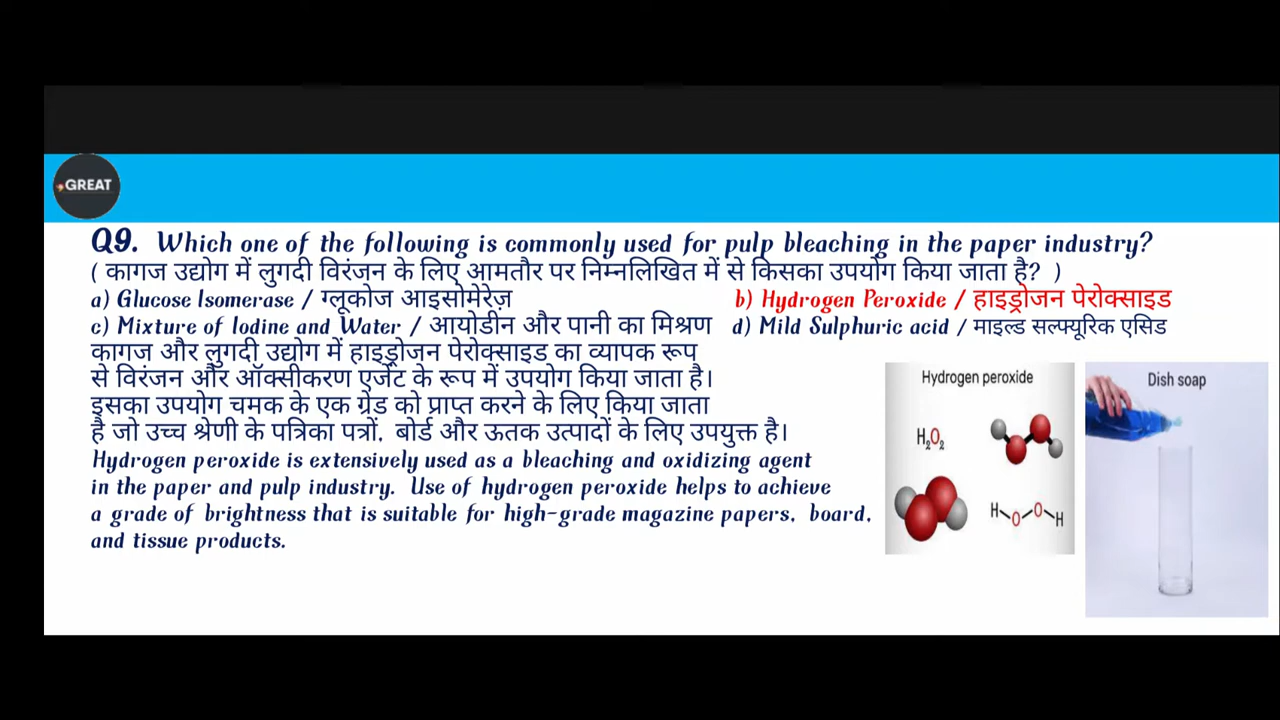 GREAT
Q9. Which one of the following is commonly used for pulp bleaching in the paper industry?
( कागज उद्योग में लुगदी विरंजन के लिए आमतौर पर निम्नलिखित में से किसका उपयोग किया जाता है? )
a) Glucose Isomerase / ग्लूकोज आइसोमेरेज़ b) Hydrogen Peroxide / हाइड्रोजन पेरोक्साइड
c) Mixture of Iodine and Water / आयोडीन और पानी का मिश्रण d) Mild Sulphuric acid / माइल्ड सल्फ्यूरिक एसिड
कागज और लुगदी उद्योग में हाइड्रोजन पेरोक्साइड का व्यापक रूप
से विरंजन और ऑक्सीकरण एजेंट के रूप में उपयोग किया जाता है।
इसका उपयोग चमक के एक ग्रेड को प्राप्त करने के लिए किया जाता
है जो उच्च श्रेणी के पत्रिका पत्रों, बोर्ड और ऊतक उत्पादों के लिए उपयुक्त है।
Hydrogen peroxide is extensively used as a bleaching and oxidizing agent
in the paper and pulp industry. Use of hydrogen peroxide helps to achieve
a grade of brightness that is suitable for high-grade magazine papers, board,
and tissue products.
Hydrogen peroxide
H₂O₂
H O O H
Dish soap